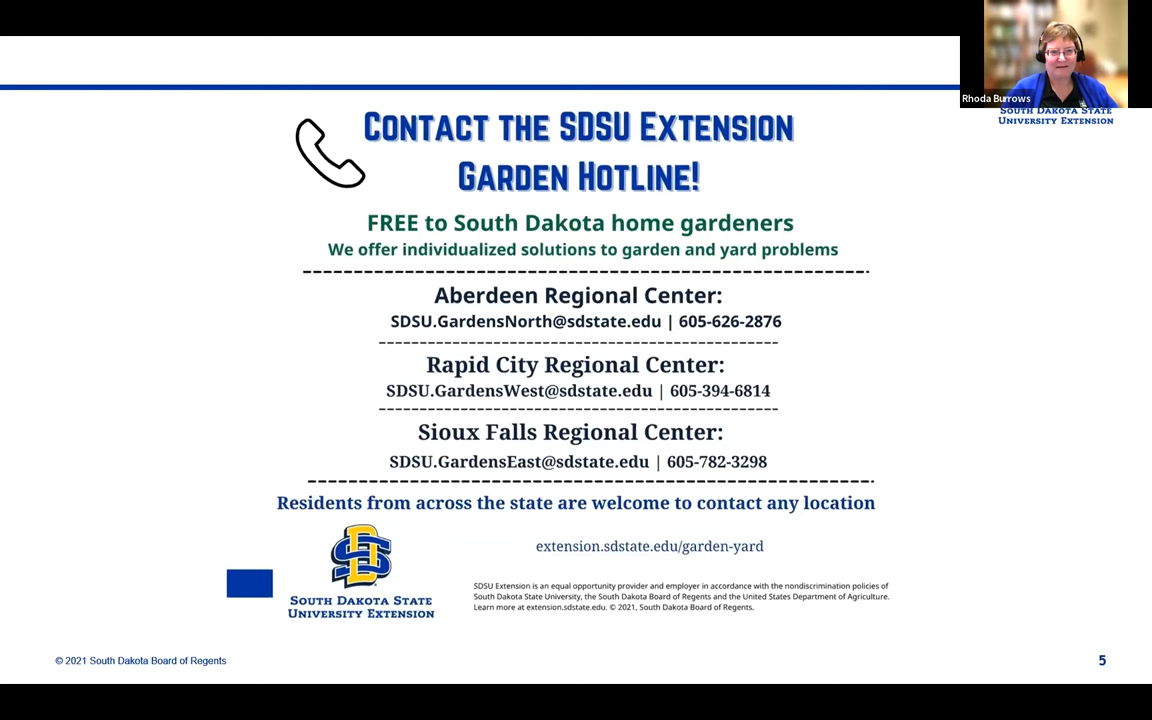 Rhoda Burrows
SOUTH DAKOTA STATE
UNIVERSITY EXTENSION
CONTACT THE SDSU EXTENSION
GARDEN HOTLINE!
FREE to South Dakota home gardeners
We offer individualized solutions to garden and yard problems
Aberdeen Regional Center:
SDSU.GardensNorth@sdstate.edu | 605-626-2876
Rapid City Regional Center:
SDSU.GardensWest@sdstate.edu | 605-394-6814
Sioux Falls Regional Center:
SDSU.GardensEast@sdstate.edu | 605-782-3298
Residents from across the state are welcome to contact any location
SD
SOUTH DAKOTA STATE
UNIVERSITY EXTENSION
extension.sdstate.edu/garden-yard
SDSU Extension is an equal opportunity provider and employer in accordance with the nondiscrimination policies of
South Dakota State University, the South Dakota Board of Regents and the United States Department of Agriculture.
Learn more at extension.sdstate.edu. © 2021, South Dakota Board of Regents.
© 2021 South Dakota Board of Regents
5